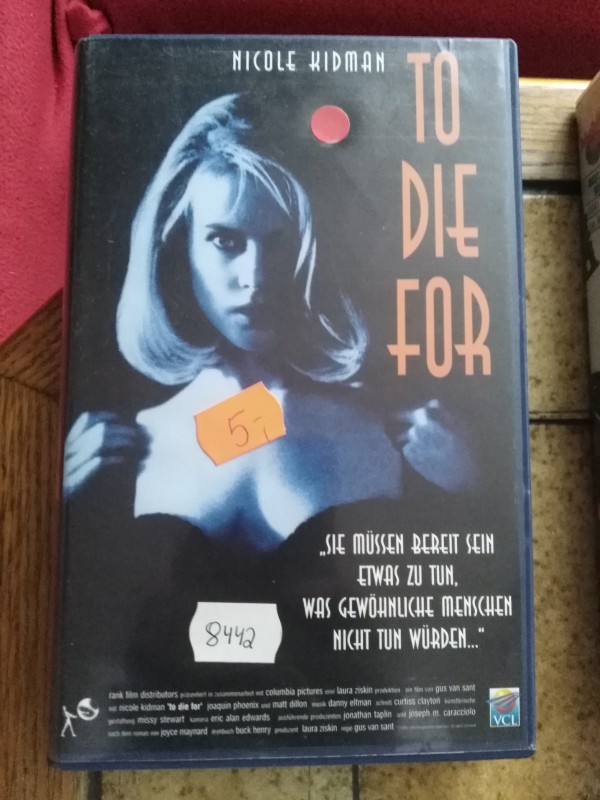 NICOLE KIDMAN
TO
DIE
FOR
5,-
„SIE MÜSSEN BEREIT SEIN
ETWAS ZU TUN,
WAS GEWÖHNLICHE MENSCHEN
NICHT TUN WÜRDEN..."
8442
rank film distributors präsentiert in zusammenarbeit mit columbia pictures eine laura ziskin produktion ein film von gus van sant
mit nicole kidman 'to die for' joaquin phoenix und matt dillon musik danny elfman schnitt curtiss clayton künstlerische
gestaltung missy stewart kamera eric alan edwards ausführende produzenten jonathan taplin und joseph m. caracciolo
nach dem roman von joyce maynard drehbuch buck henry produzent laura ziskin regie gus van sant
VCL